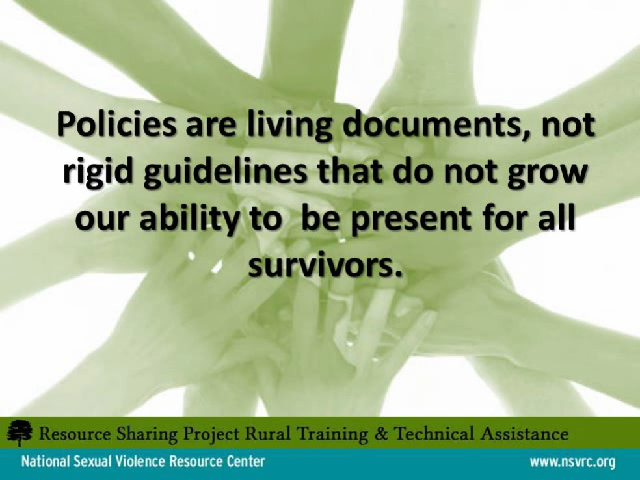 Policies are living documents, not
rigid guidelines that do not grow
our ability to  be present for all
survivors.
Resource Sharing Project Rural Training & Technical Assistance
National Sexual Violence Resource Center
www.nsvrc.org